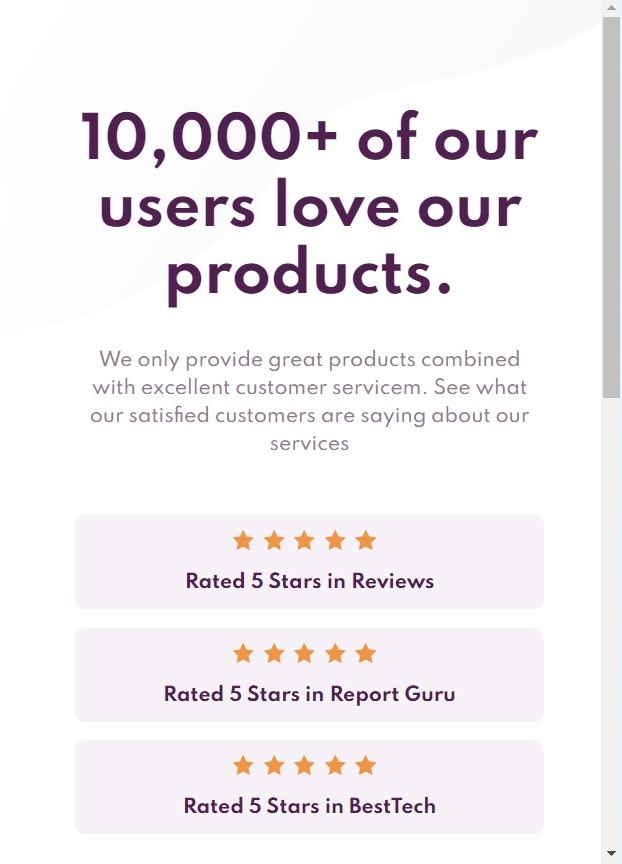 10,000+ of our
users love our
products.
We only provide great products combined
with excellent customer servicem. See what
our satisfied customers are saying about our
services
Rated 5 Stars in Reviews
Rated 5 Stars in Report Guru
Rated 5 Stars in BestTech